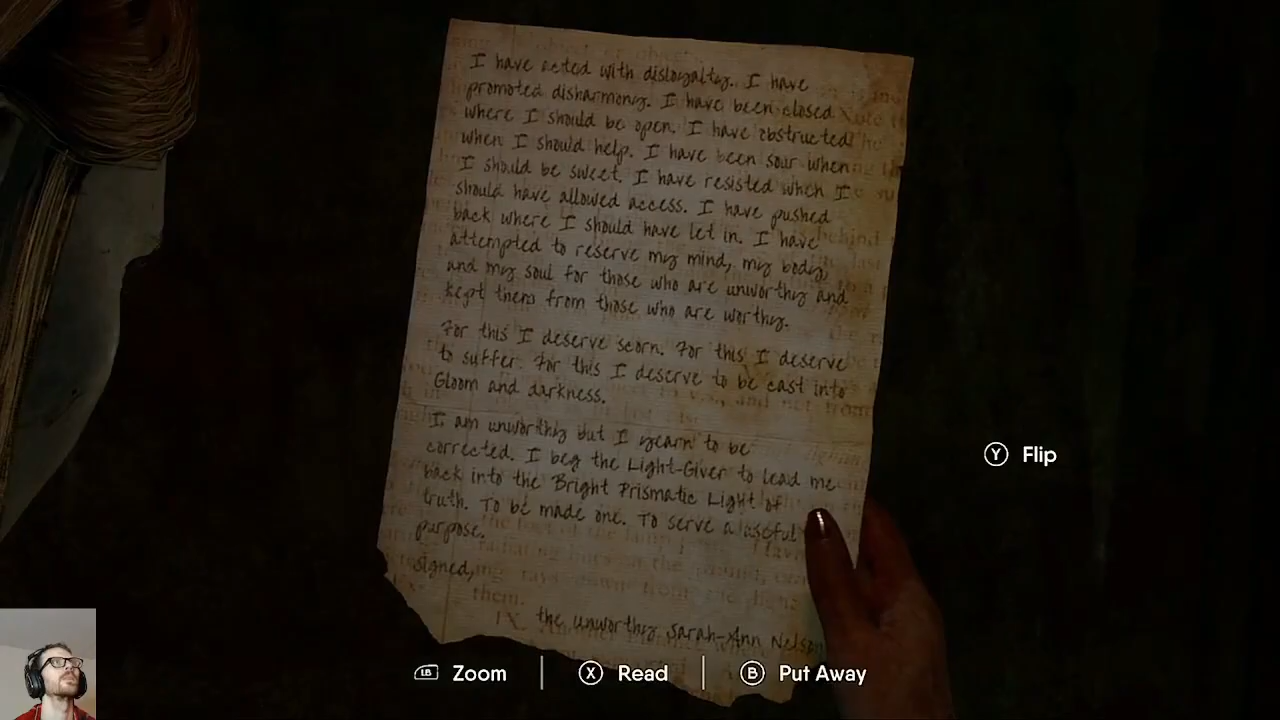 I have acted with disloyalty. I have
promoted disharmony. I have been closed
where I should be open. I have obstructed
when I should help. I have been sour when
I should be sweet. I have resisted when I
should have allowed access. I have pushed
back where I should have let in. I have
attempted to reserve my mind, my body,
and my soul for those who are unworthy and
kept them from those who are worthy.
For this I deserve scorn. For this I deserve
to suffer. For this I deserve to be cast into
Gloom and darkness.
I am unworthy but I yearn to be
corrected. I beg the Light-Giver to lead me
back into the Bright Prismatic Light of
truth. To be made one. To serve a useful
purpose.
signed,
them.
IX.
the unworthy Sarah-Ann Nelson
Y Flip
LB Zoom | X Read | B Put Away